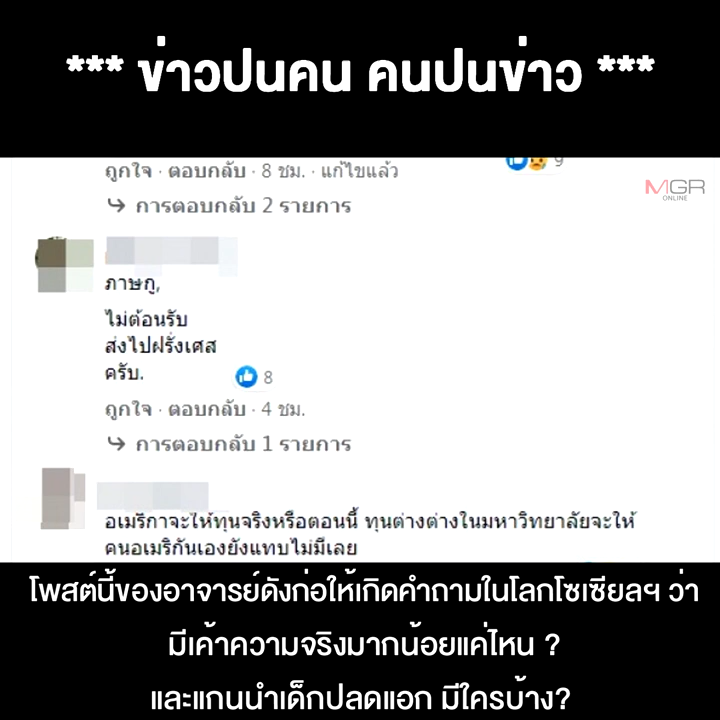 *** ข่าวปนคน คนปนข่าว ***
ถูกใจ · ตอบกลับ · 8 ชม. · แก้ไขแล้ว
9
MGR
ONLINE
↪ การตอบกลับ 2 รายการ
ภาษกู,
ไม่ต้อนรับ
ส่งไปฝรั่งเศส
ครับ.
8
ถูกใจ · ตอบกลับ · 4 ชม.
↪ การตอบกลับ 1 รายการ
อเมริกาจะให้ทุนจริงหรือตอนนี้ ทุนต่างต่างในมหาวิทยาลัยจะให้
คนอเมริกันเองยังแทบไม่มีเลย
โพสต์นี้ของอาจารย์ดังก่อให้เกิดคำถามในโลกโซเซียลฯ ว่า
มีเค้าความจริงมากน้อยแค่ไหน ?
และแกนนำเด็กปลดแอก มีใครบ้าง?